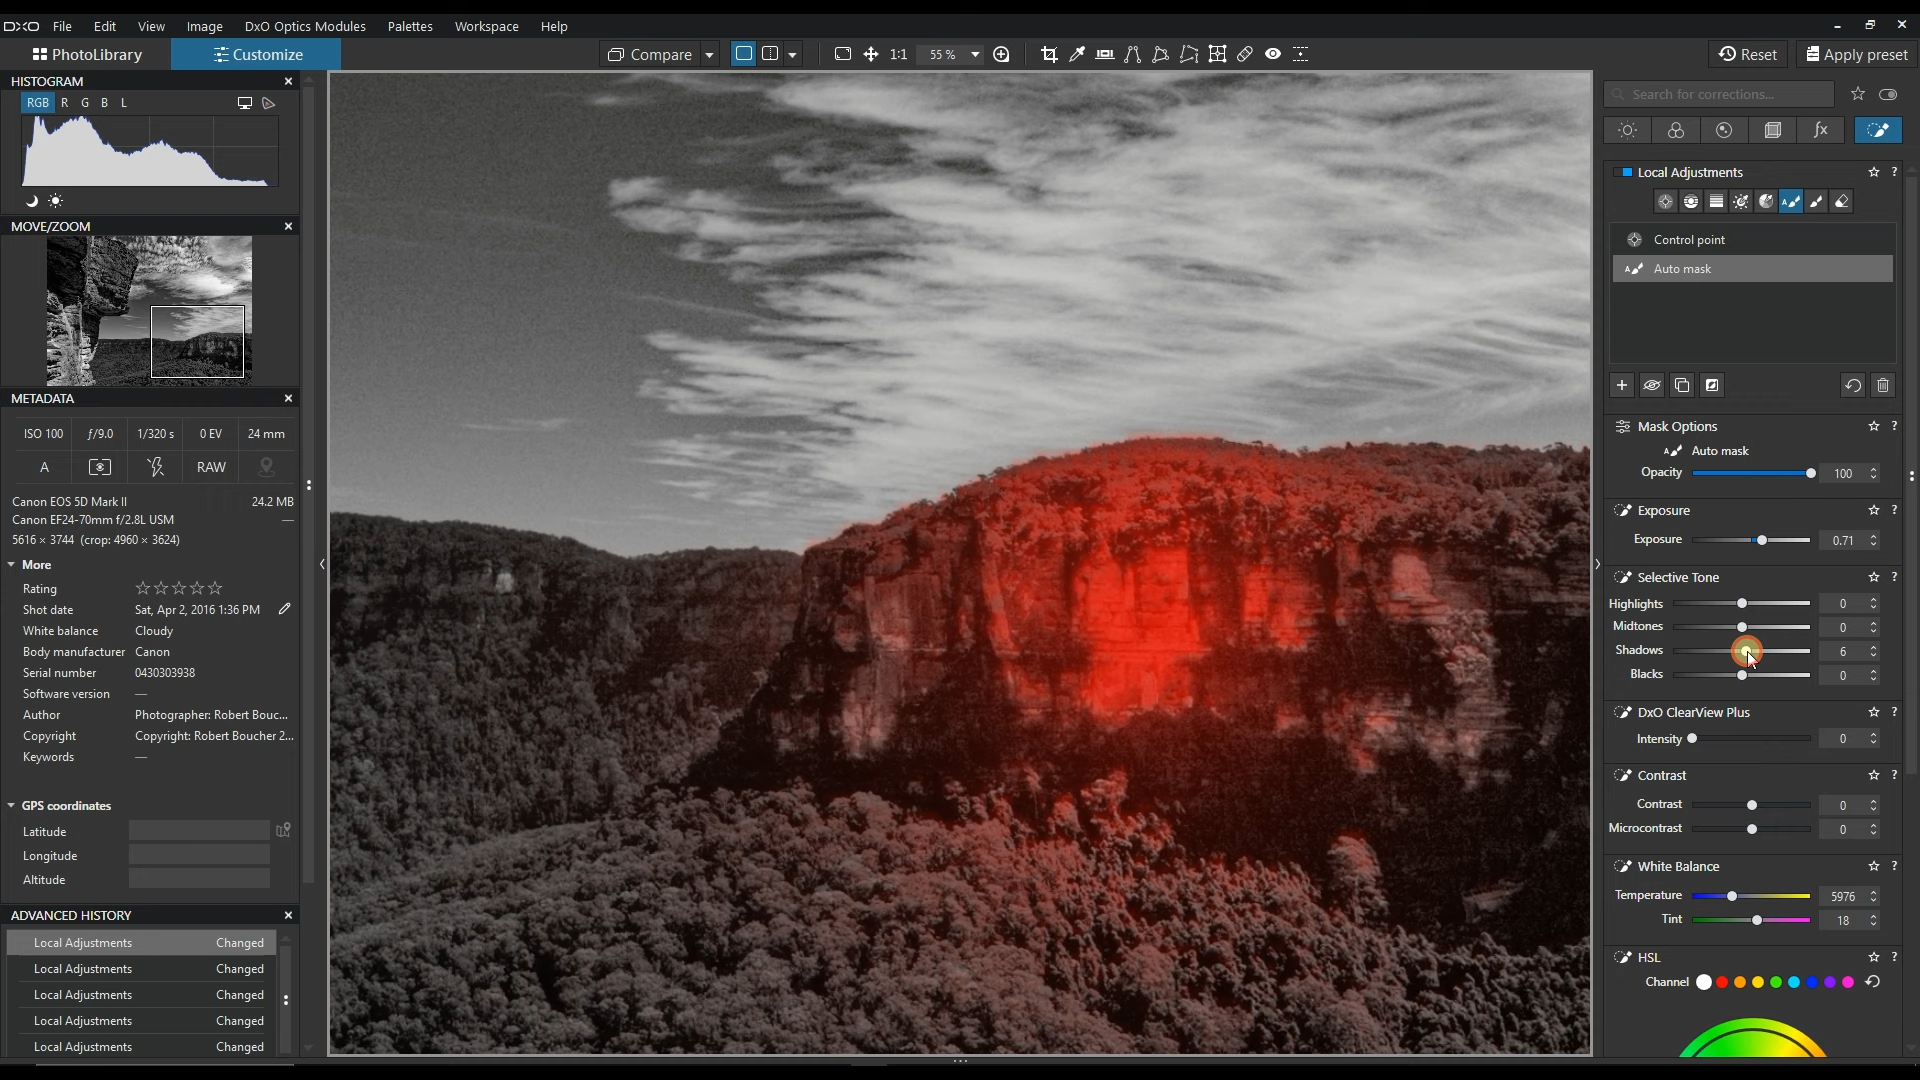 DXO File Edit View Image DxO Optics Modules Palettes Workspace Help
PhotoLibrary Customize Compare 1:1 55 % Reset Apply preset
HISTOGRAM
RGB R G B L
MOVE/ZOOM
METADATA
ISO 100 ƒ/9.0 1/320 s 0 EV 24 mm
A RAW
Canon EOS 5D Mark II 24.2 MB
Canon EF24-70mm f/2.8L USM —
5616 × 3744 (crop: 4960 × 3624)
More
Rating
Shot date Sat, Apr 2, 2016 1:36 PM
White balance Cloudy
Body manufacturer Canon
Serial number 0430303938
Software version —
Author Photographer: Robert Bouc...
Copyright Copyright: Robert Boucher 2...
Keywords —
GPS coordinates
Latitude
Longitude
Altitude
ADVANCED HISTORY
Local Adjustments Changed
Local Adjustments Changed
Local Adjustments Changed
Local Adjustments Changed
Local Adjustments Changed
Search for corrections...
fx
Local Adjustments ?
A
Control point
A Auto mask
Mask Options ?
A Auto mask
Opacity 100
Exposure ?
Exposure 0.71
Selective Tone ?
Highlights 0
Midtones 0
Shadows 6
Blacks 0
DxO ClearView Plus ?
Intensity 0
Contrast ?
Contrast 0
Microcontrast 0
White Balance ?
Temperature 5976
Tint 18
HSL ?
Channel